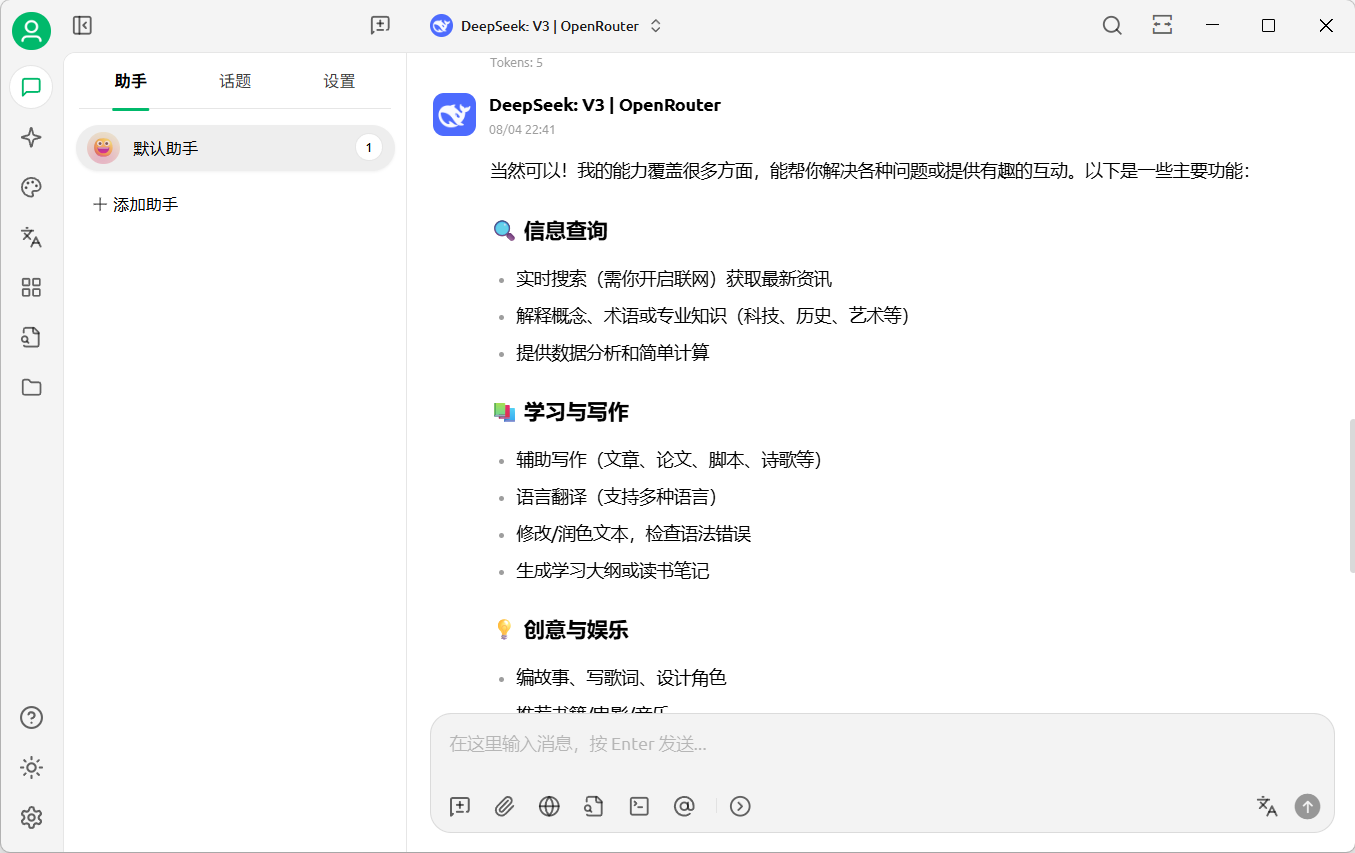 DeepSeek: V3 | OpenRouter
助手
话题
设置
默认助手
1
添加助手
Tokens: 5
DeepSeek: V3 | OpenRouter
08/04 22:41
当然可以！我的能力覆盖很多方面，能帮你解决各种问题或提供有趣的互动。以下是一些主要功能：
🔍 信息查询
• 实时搜索（需你开启联网）获取最新资讯
• 解释概念、术语或专业知识（科技、历史、艺术等）
• 提供数据分析和简单计算
📚 学习与写作
• 辅助写作（文章、论文、脚本、诗歌等）
• 语言翻译（支持多种语言）
• 修改/润色文本，检查语法错误
• 生成学习大纲或读书笔记
💡 创意与娱乐
• 编故事、写歌词、设计角色
推荐书籍/电影/音乐
在这里输入消息，按 Enter 发送...